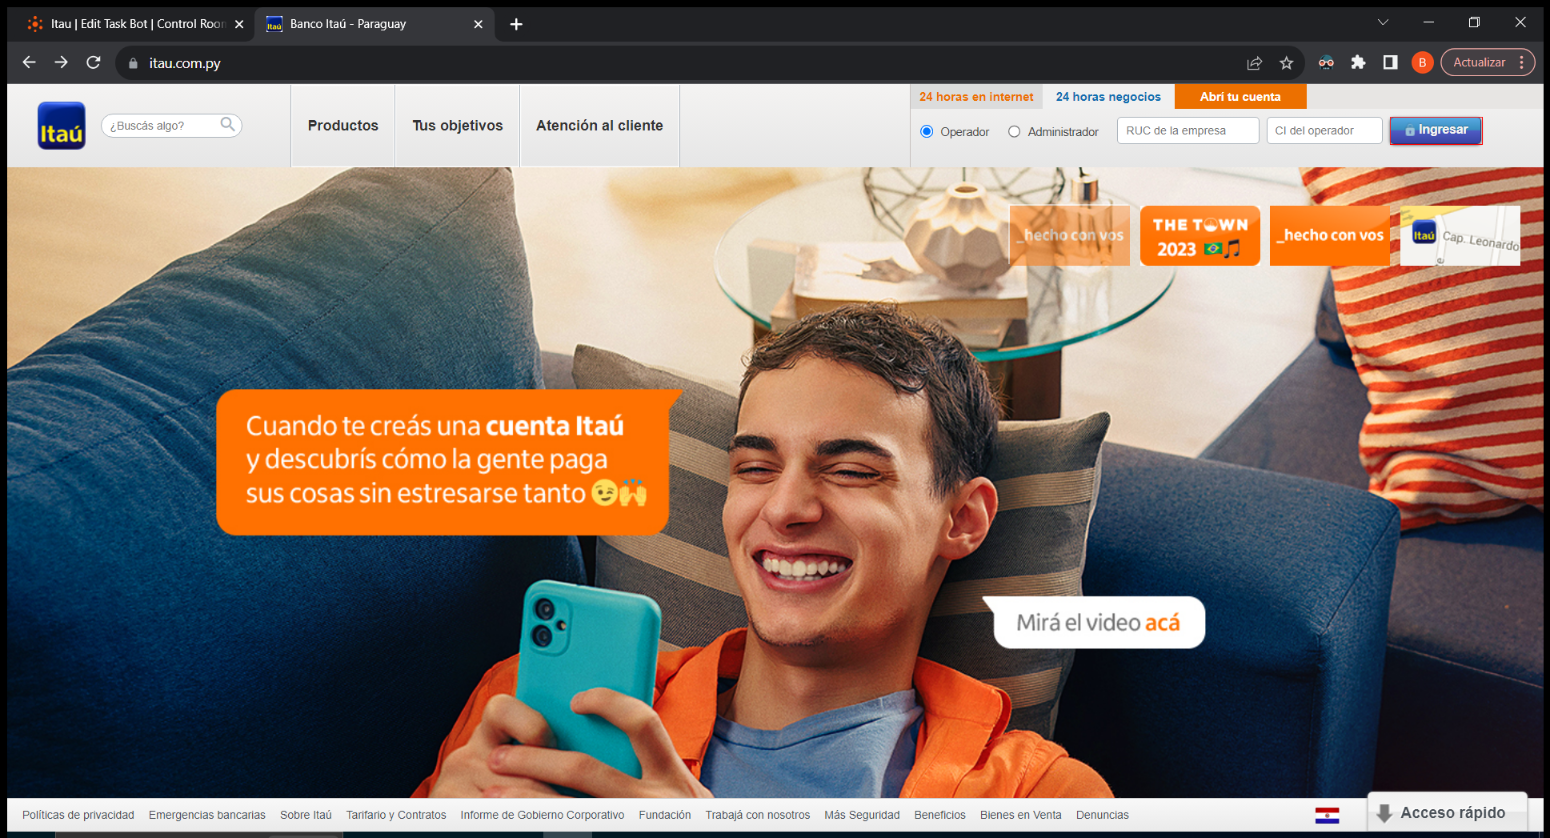 Itau | Edit Task Bot | Control Roor
Banco Itaú - Paraguay
itau.com.py
B
Actualizar
24 horas en internet
24 horas negocios
Abri tu cuenta
Itaú
¿Buscás algo?
Productos
Tus objetivos
Atención al cliente
Operador
Administrador
RUC de la empresa
CI del operador
Ingresar
_hecho con vos
THE TOWN
2023
_hecho con vos
Itaú
Cap. Leonardo
e
Cuando te creás una cuenta Itaú
y descubrís cómo la gente paga
sus cosas sin estresarse tanto 😉🙌
Mirá el video acá
Políticas de privacidad
Emergencias bancarias
Sobre Itaú
Tarifario y Contratos
Informe de Gobierno Corporativo
Fundación
Trabajá con nosotros
Más Seguridad
Beneficios
Bienes en Venta
Denuncias
Acceso rápido